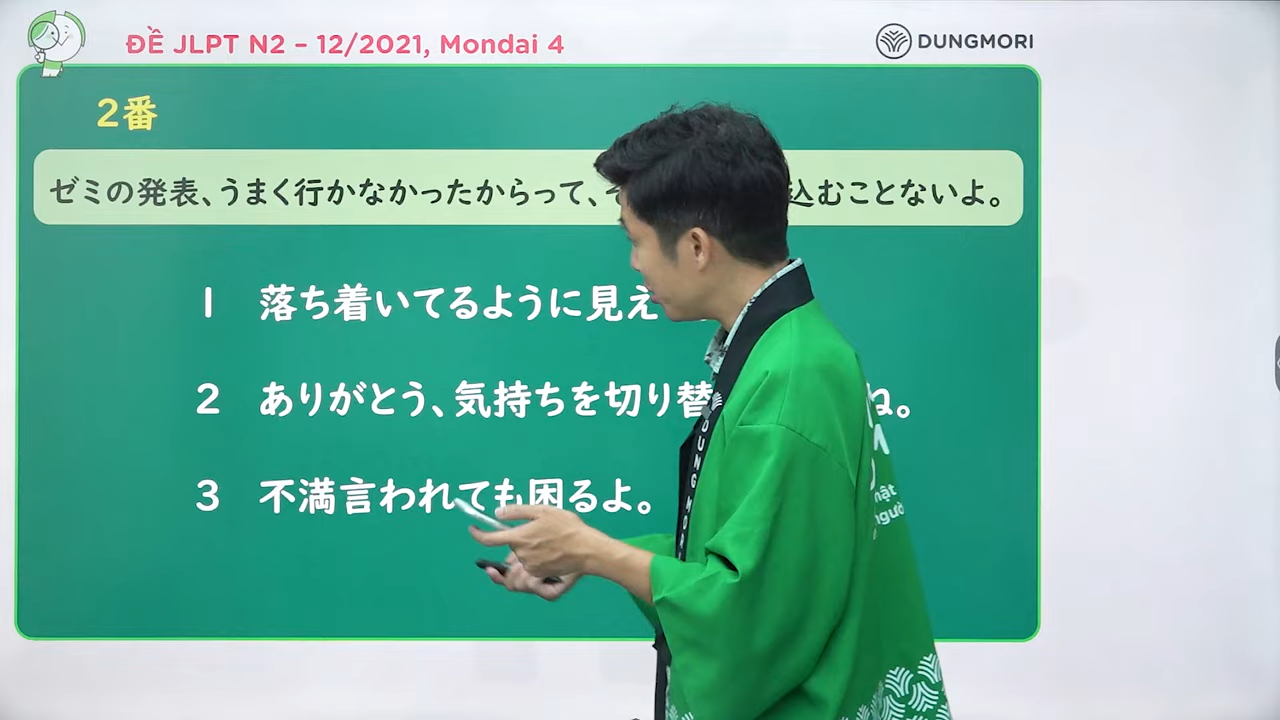 ĐỀ JLPT N2 – 12/2021, Mondai 4
DUNGMORI
2番
ゼミの発表、うまく行かなかったからって、そ 込むことないよ。
1 落ち着いてるように見え
2 ありがとう、気持ちを切り替 ね。
3 不満言われても困るよ。
DUNG MOR